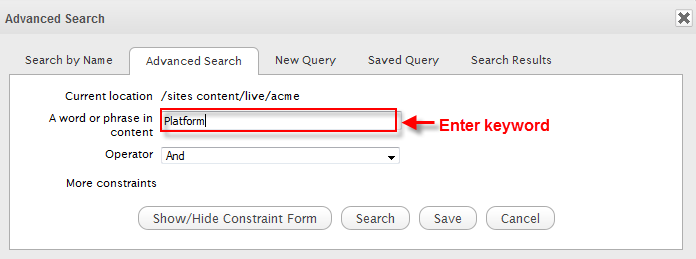 Advanced Search
Search by Name Advanced Search New Query Saved Query Search Results
Current location /sites content/live/acme
A word or phrase in
content Platform Enter keyword
Operator And
More constraints
Show/Hide Constraint Form Search Save Cancel